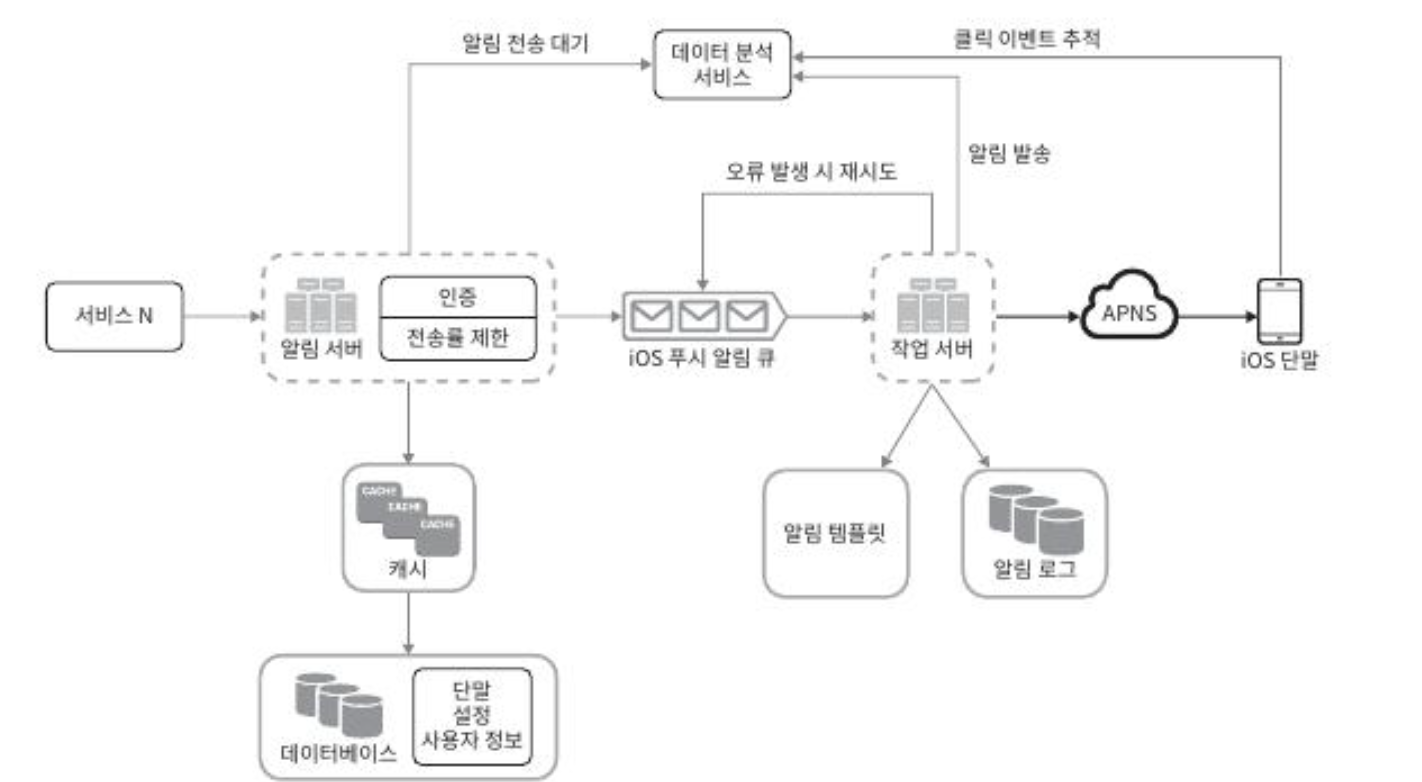 알림 전송 대기
데이터 분석
서비스
클릭 이벤트 추적
알림 발송
오류 발생 시 재시도
서비스 N
알림 서버
인증
전송률 제한
iOS 푸시 알림 큐
작업 서버
APNS
iOS 단말
CACHE
CACHE
CACHE
캐시
알림 템플릿
알림 로그
데이터베이스
단말
설정
사용자 정보